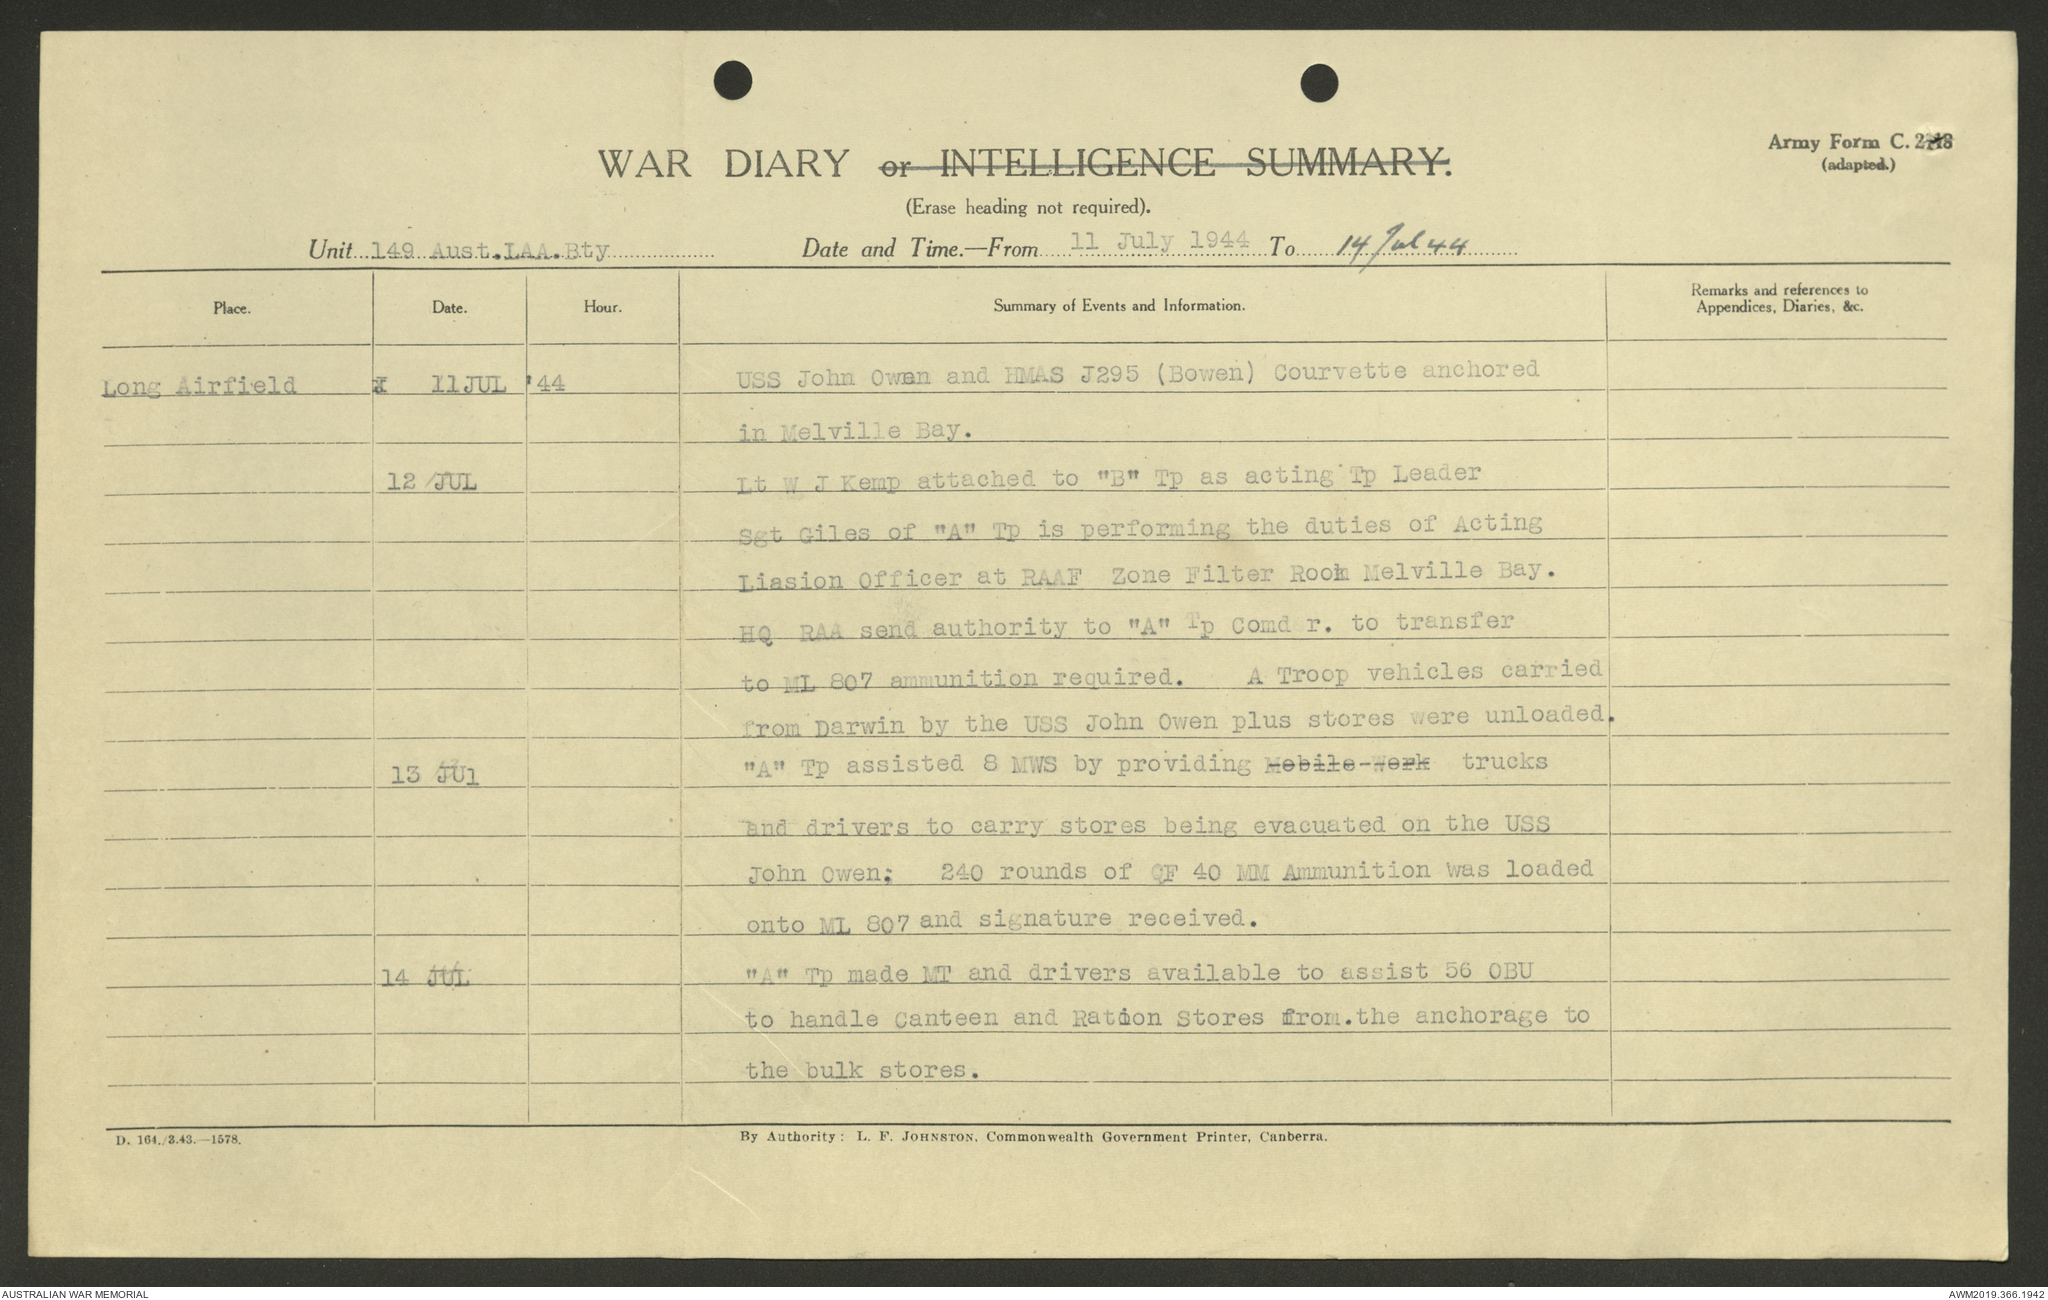 WAR DIARY or INTELLIGENCE SUMMARY.
Army Form C. 2118
(adapted.)
(Erase heading not required).
Unit 149 Aust.LAA.Bty Date and Time.—From 11 July 1944 To 14 Jul 44
Place. Date. Hour. Summary of Events and Information. Remarks and references to
Appendices, Diaries, &c.
Long Airfield 11JUL '44 USS John Owen and HMAS J295 (Bowen) Courvette anchored
in Melville Bay.
12 JUL Lt W J Kemp attached to "B" Tp as acting Tp Leader
Sgt Giles of "A" Tp is performing the duties of Acting
Liasion Officer at RAAF Zone Filter Room Melville Bay.
HQ RAA send authority to "A" Tp Comd r. to transfer
to ML 807 ammunition required. A Troop vehicles carried
from Darwin by the USS John Owen plus stores were unloaded.
13 JUl "A" Tp assisted 8 MWS by providing Mobile-Work trucks
and drivers to carry stores being evacuated on the USS
John Owen: 240 rounds of QF 40 MM Ammunition was loaded
onto ML 807 and signature received.
14 JUL "A" Tp made MT and drivers available to assist 56 OBU
to handle Canteen and Ration Stores from.the anchorage to
the bulk stores.
D. 164./3.43.—1578. By Authority: L. F. JOHNSTON, Commonwealth Government Printer, Canberra.
AUSTRALIAN WAR MEMORIAL AWM2019.366.1942